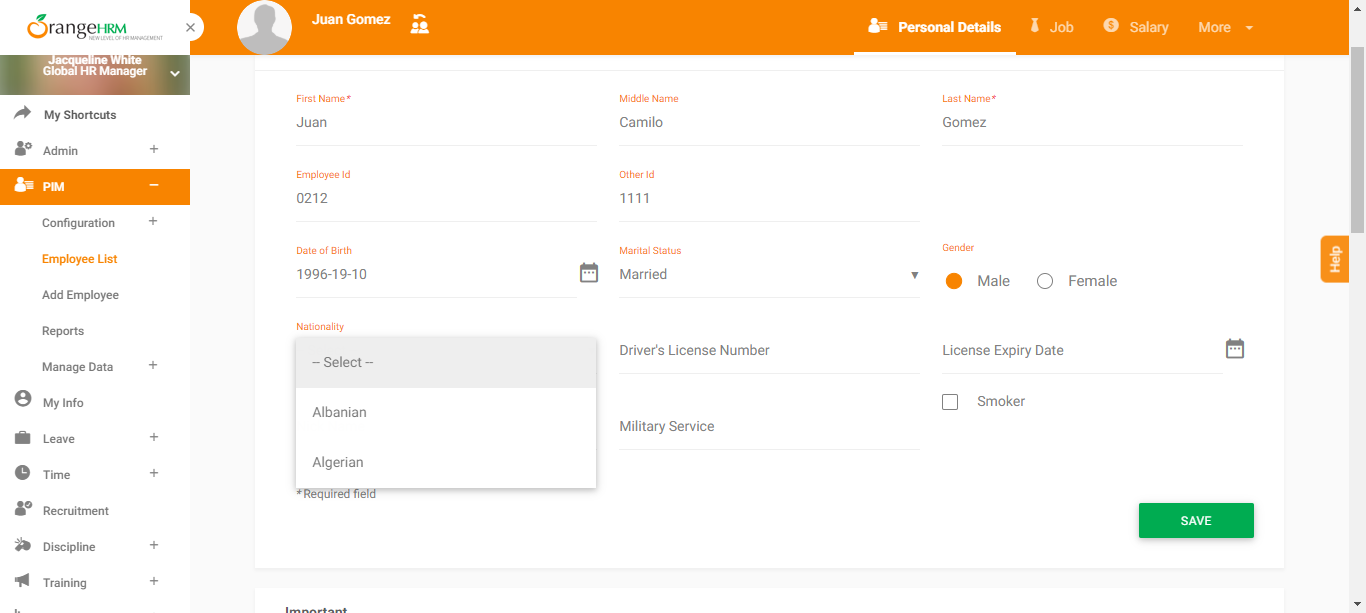 OrangeHRM
NEW LEVEL OF HR MANAGEMENT
Juan Gomez
Personal Details
Job
Salary
More
Jacqueline White
Global HR Manager
My Shortcuts
Admin
PIM
Configuration
Employee List
Add Employee
Reports
Manage Data
My Info
Leave
Time
Recruitment
Discipline
Training
First Name*
Middle Name
Last Name*
Juan
Camilo
Gomez
Employee Id
Other Id
0212
1111
Date of Birth
Marital Status
Gender
1996-19-10
Married
Male
Female
Nationality
-- Select --
Albanian
Algerian
Driver's License Number
License Expiry Date
Military Service
Smoker
* Required field
SAVE
Important
Help